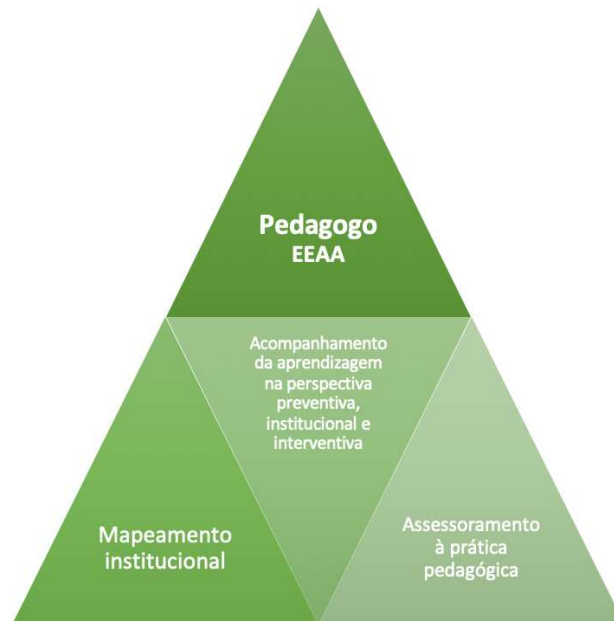 Pedagogo
EEAA
Acompanhamento
da aprendizagem
na perspectiva
preventiva,
institucional e
interventiva
Mapeamento
institucional
Assessoramento
à prática
pedagógica